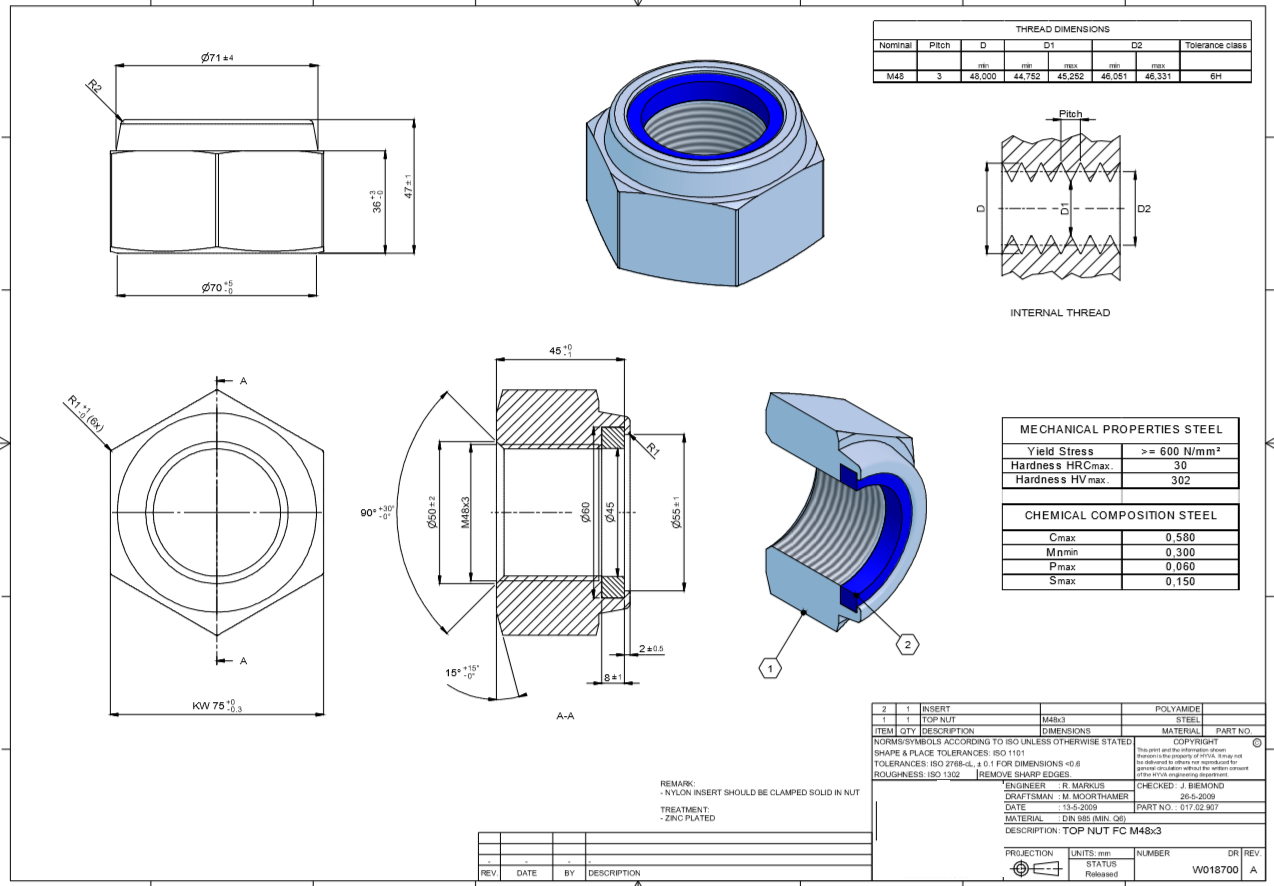 THREAD DIMENSIONS
Nominal Pitch D D1 D2 Tolerance class
min min max min max
M48 3 48,000 44,752 45,252 46,051 46,331 6H
Ø71 ±4
R2
36 +3 -0
47 ±1
Ø70 +5 -0
Pitch
D D1 D2
INTERNAL THREAD
R1 +1 -0 (6x)
A
A
KW 75 +0 -0.3
45 +0 -1
R1
90° +30° -0°
Ø50 ±2
M48x3
Ø60
Ø45
Ø55 ±1
15° +15° -0°
8 ±1
2 ±0.5
A-A
1
2
MECHANICAL PROPERTIES STEEL
Yield Stress >= 600 N/mm²
Hardness HRCmax. 30
Hardness HVmax. 302
CHEMICAL COMPOSITION STEEL
Cmax 0,580
Mnmin 0,300
Pmax 0,060
Smax 0,150
REMARK:
- NYLON INSERT SHOULD BE CLAMPED SOLID IN NUT
TREATMENT:
- ZINC PLATED
- - - -
REV. DATE BY DESCRIPTION
2 1 INSERT POLYAMIDE
1 1 TOP NUT M48x3 STEEL
ITEM QTY DESCRIPTION DIMENSIONS MATERIAL PART NO.
NORMS/SYMBOLS ACCORDING TO ISO UNLESS OTHERWISE STATED
SHAPE & PLACE TOLERANCES: ISO 1101
TOLERANCES: ISO 2768-cL, ± 0.1 FOR DIMENSIONS <0.6
ROUGHNESS: ISO 1302 REMOVE SHARP EDGES.
COPYRIGHT ©
This print and the information shown
thereon is the property of HYVA. It may not
be delivered to others nor reproduced for
general circulation without the written consent
of the HYVA engineering department.
ENGINEER : R. MARKUS CHECKED : J. BIEMOND
DRAFTSMAN : M. MOORTHAMER 26-5-2009
DATE : 13-5-2009 PART NO. : 017.02.907
MATERIAL : DIN 985 (MIN. Q6)
DESCRIPTION: TOP NUT FC M48x3
PROJECTION UNITS: mm NUMBER DR REV.
STATUS
Released W018700 A